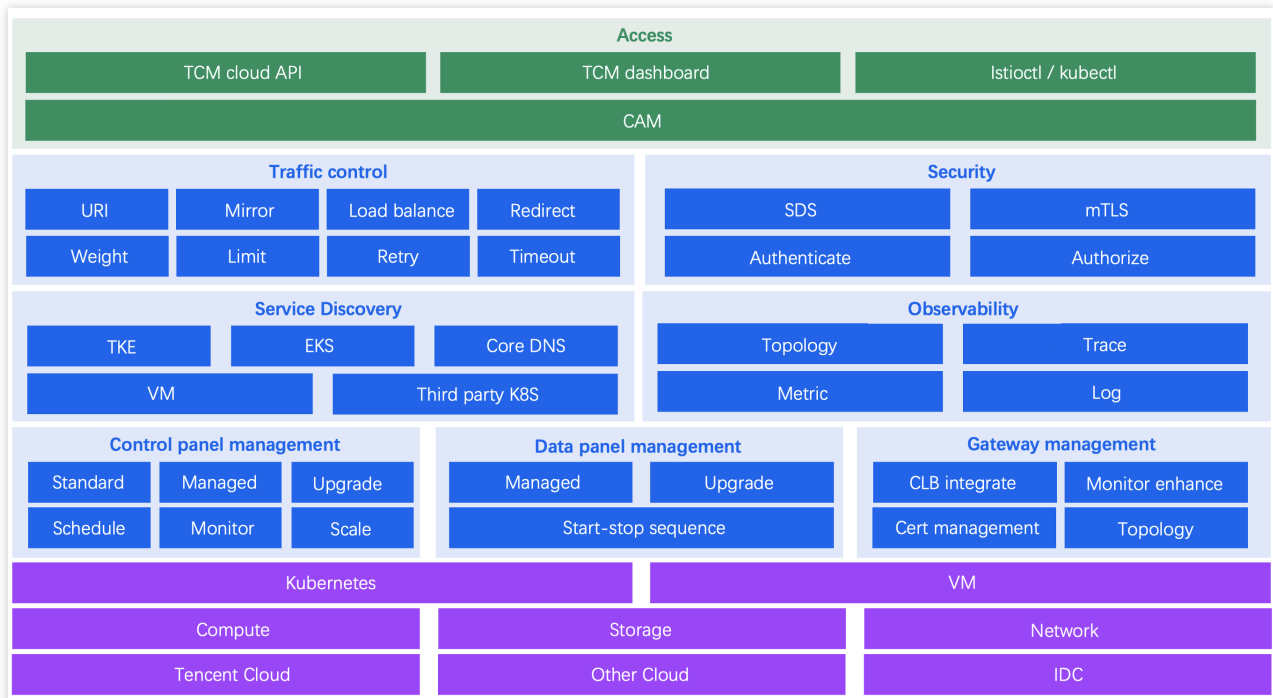 Access
TCM cloud API
TCM dashboard
Istioctl / kubectl
CAM
Traffic control
URI
Mirror
Load balance
Redirect
Weight
Limit
Retry
Timeout
Security
SDS
mTLS
Authenticate
Authorize
Service Discovery
TKE
EKS
Core DNS
VM
Third party K8S
Observability
Topology
Trace
Metric
Log
Control panel management
Standard
Managed
Upgrade
Schedule
Monitor
Scale
Data panel management
Managed
Upgrade
Start-stop sequence
Gateway management
CLB integrate
Monitor enhance
Cert management
Topology
Kubernetes
VM
Compute
Storage
Network
Tencent Cloud
Other Cloud
IDC